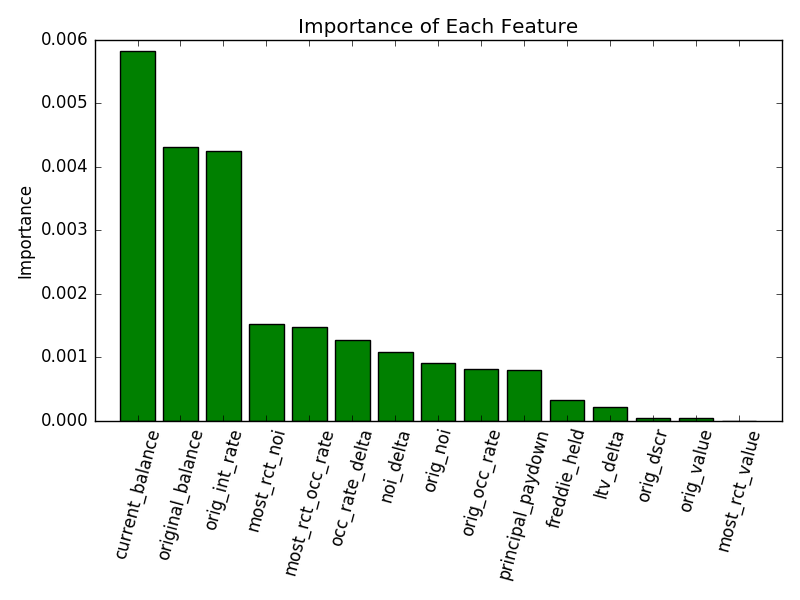 Importance of Each Feature
0.006
0.005
0.004
0.003
0.002
0.001
0.000
Importance
current_balance
original_balance
orig_int_rate
most_rct_noi
most_rct_occ_rate
occ_rate_delta
noi_delta
orig_noi
orig_occ_rate
principal_paydown
freddie_held
ltv_delta
orig_dscr
orig_value
most_rct_value